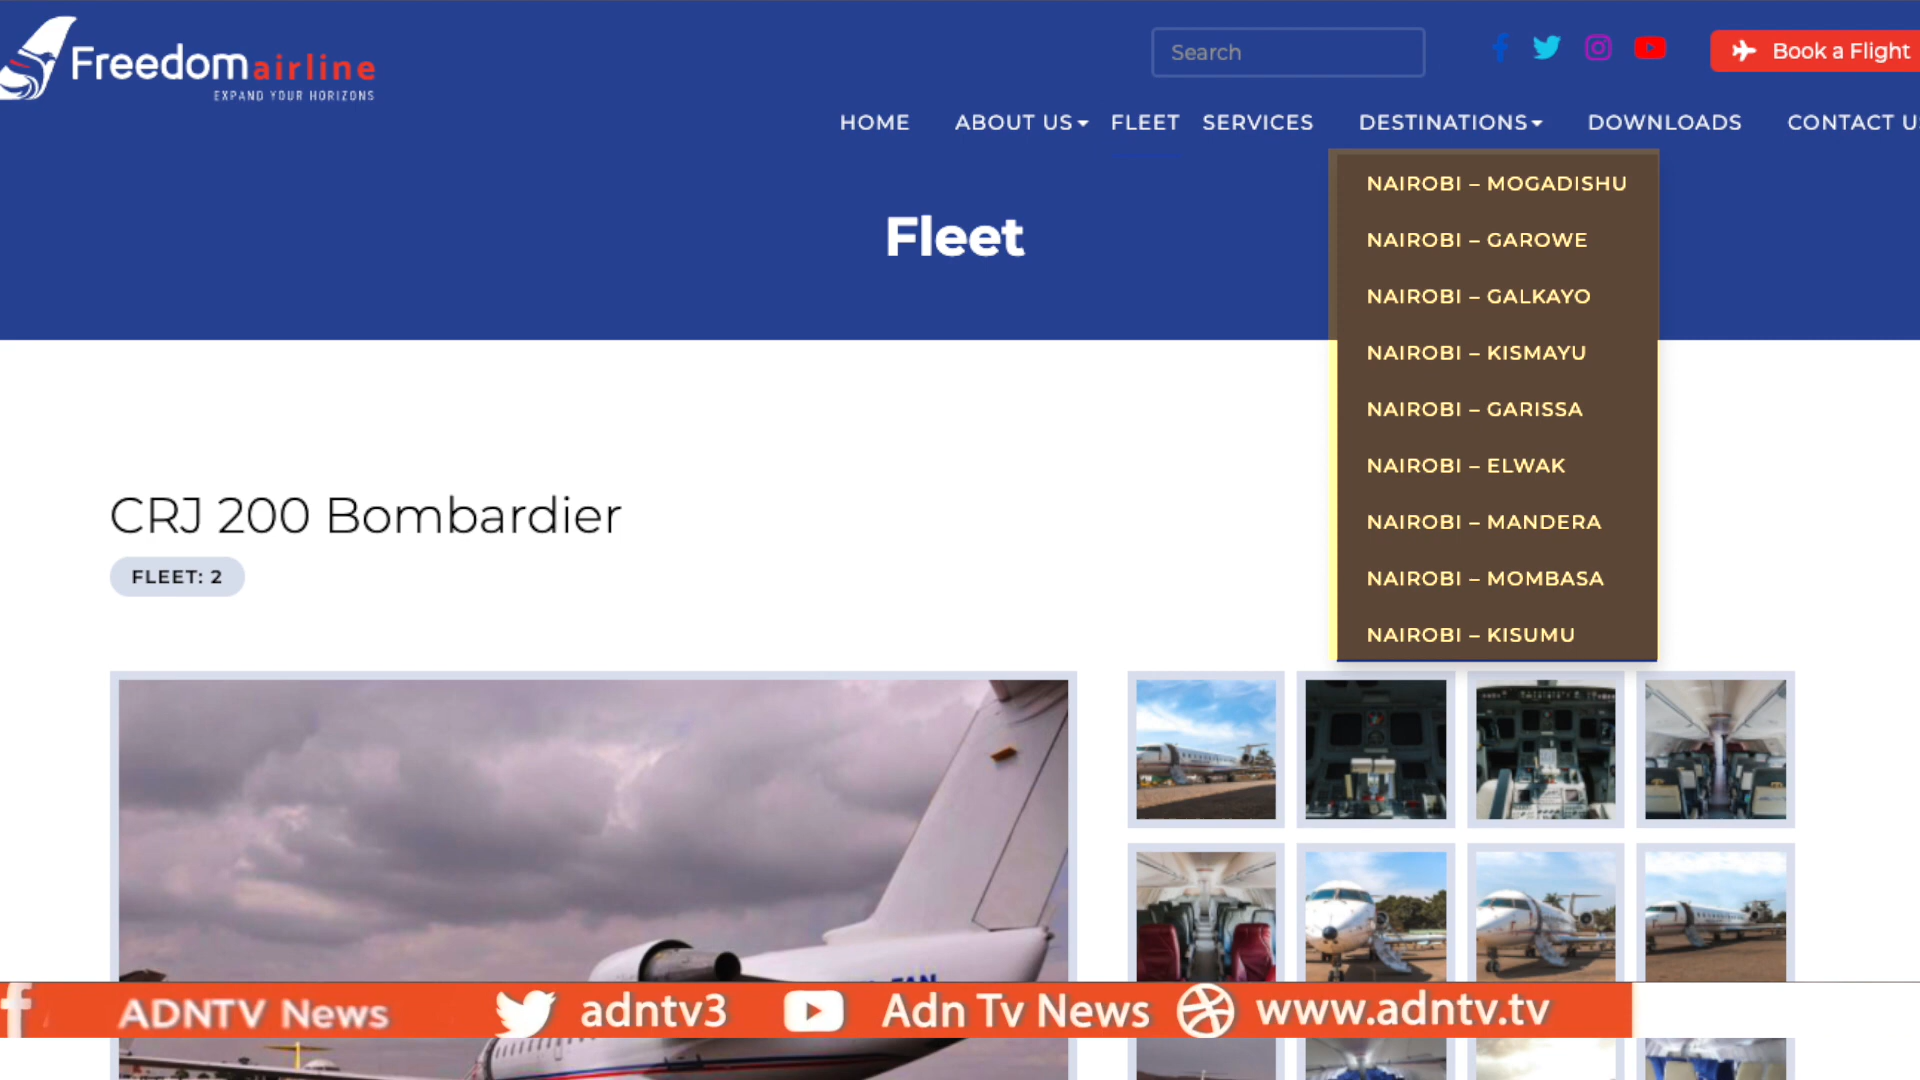 Freedomairline
EXPAND YOUR HORIZONS
Search
Book a Flight
HOME
ABOUT US
FLEET
SERVICES
DESTINATIONS
DOWNLOADS
CONTACT US
NAIROBI – MOGADISHU
NAIROBI – GAROWE
NAIROBI – GALKAYO
NAIROBI – KISMAYU
NAIROBI – GARISSA
NAIROBI – ELWAK
NAIROBI – MANDERA
NAIROBI – MOMBASA
NAIROBI – KISUMU
Fleet
CRJ 200 Bombardier
FLEET: 2
ADNTV News
adntv3
Adn Tv News
www.adntv.tv